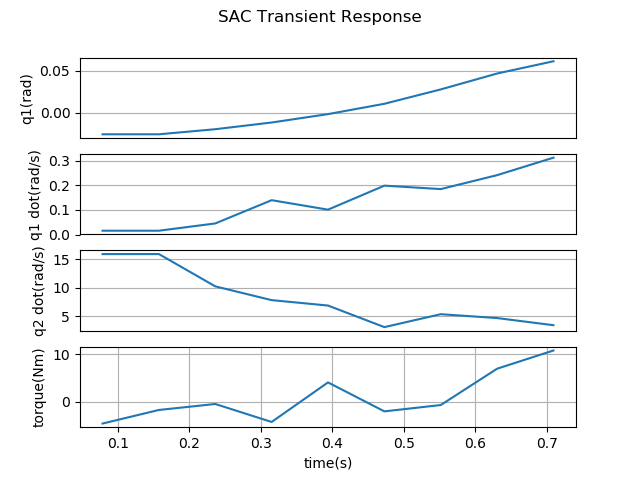 SAC Transient Response
q1(rad)
0.05
0.00
q1 dot(rad/s)
0.3
0.2
0.1
0.0
q2 dot(rad/s)
15
10
5
torque(Nm)
10
0
0.1 0.2 0.3 0.4 0.5 0.6 0.7
time(s)